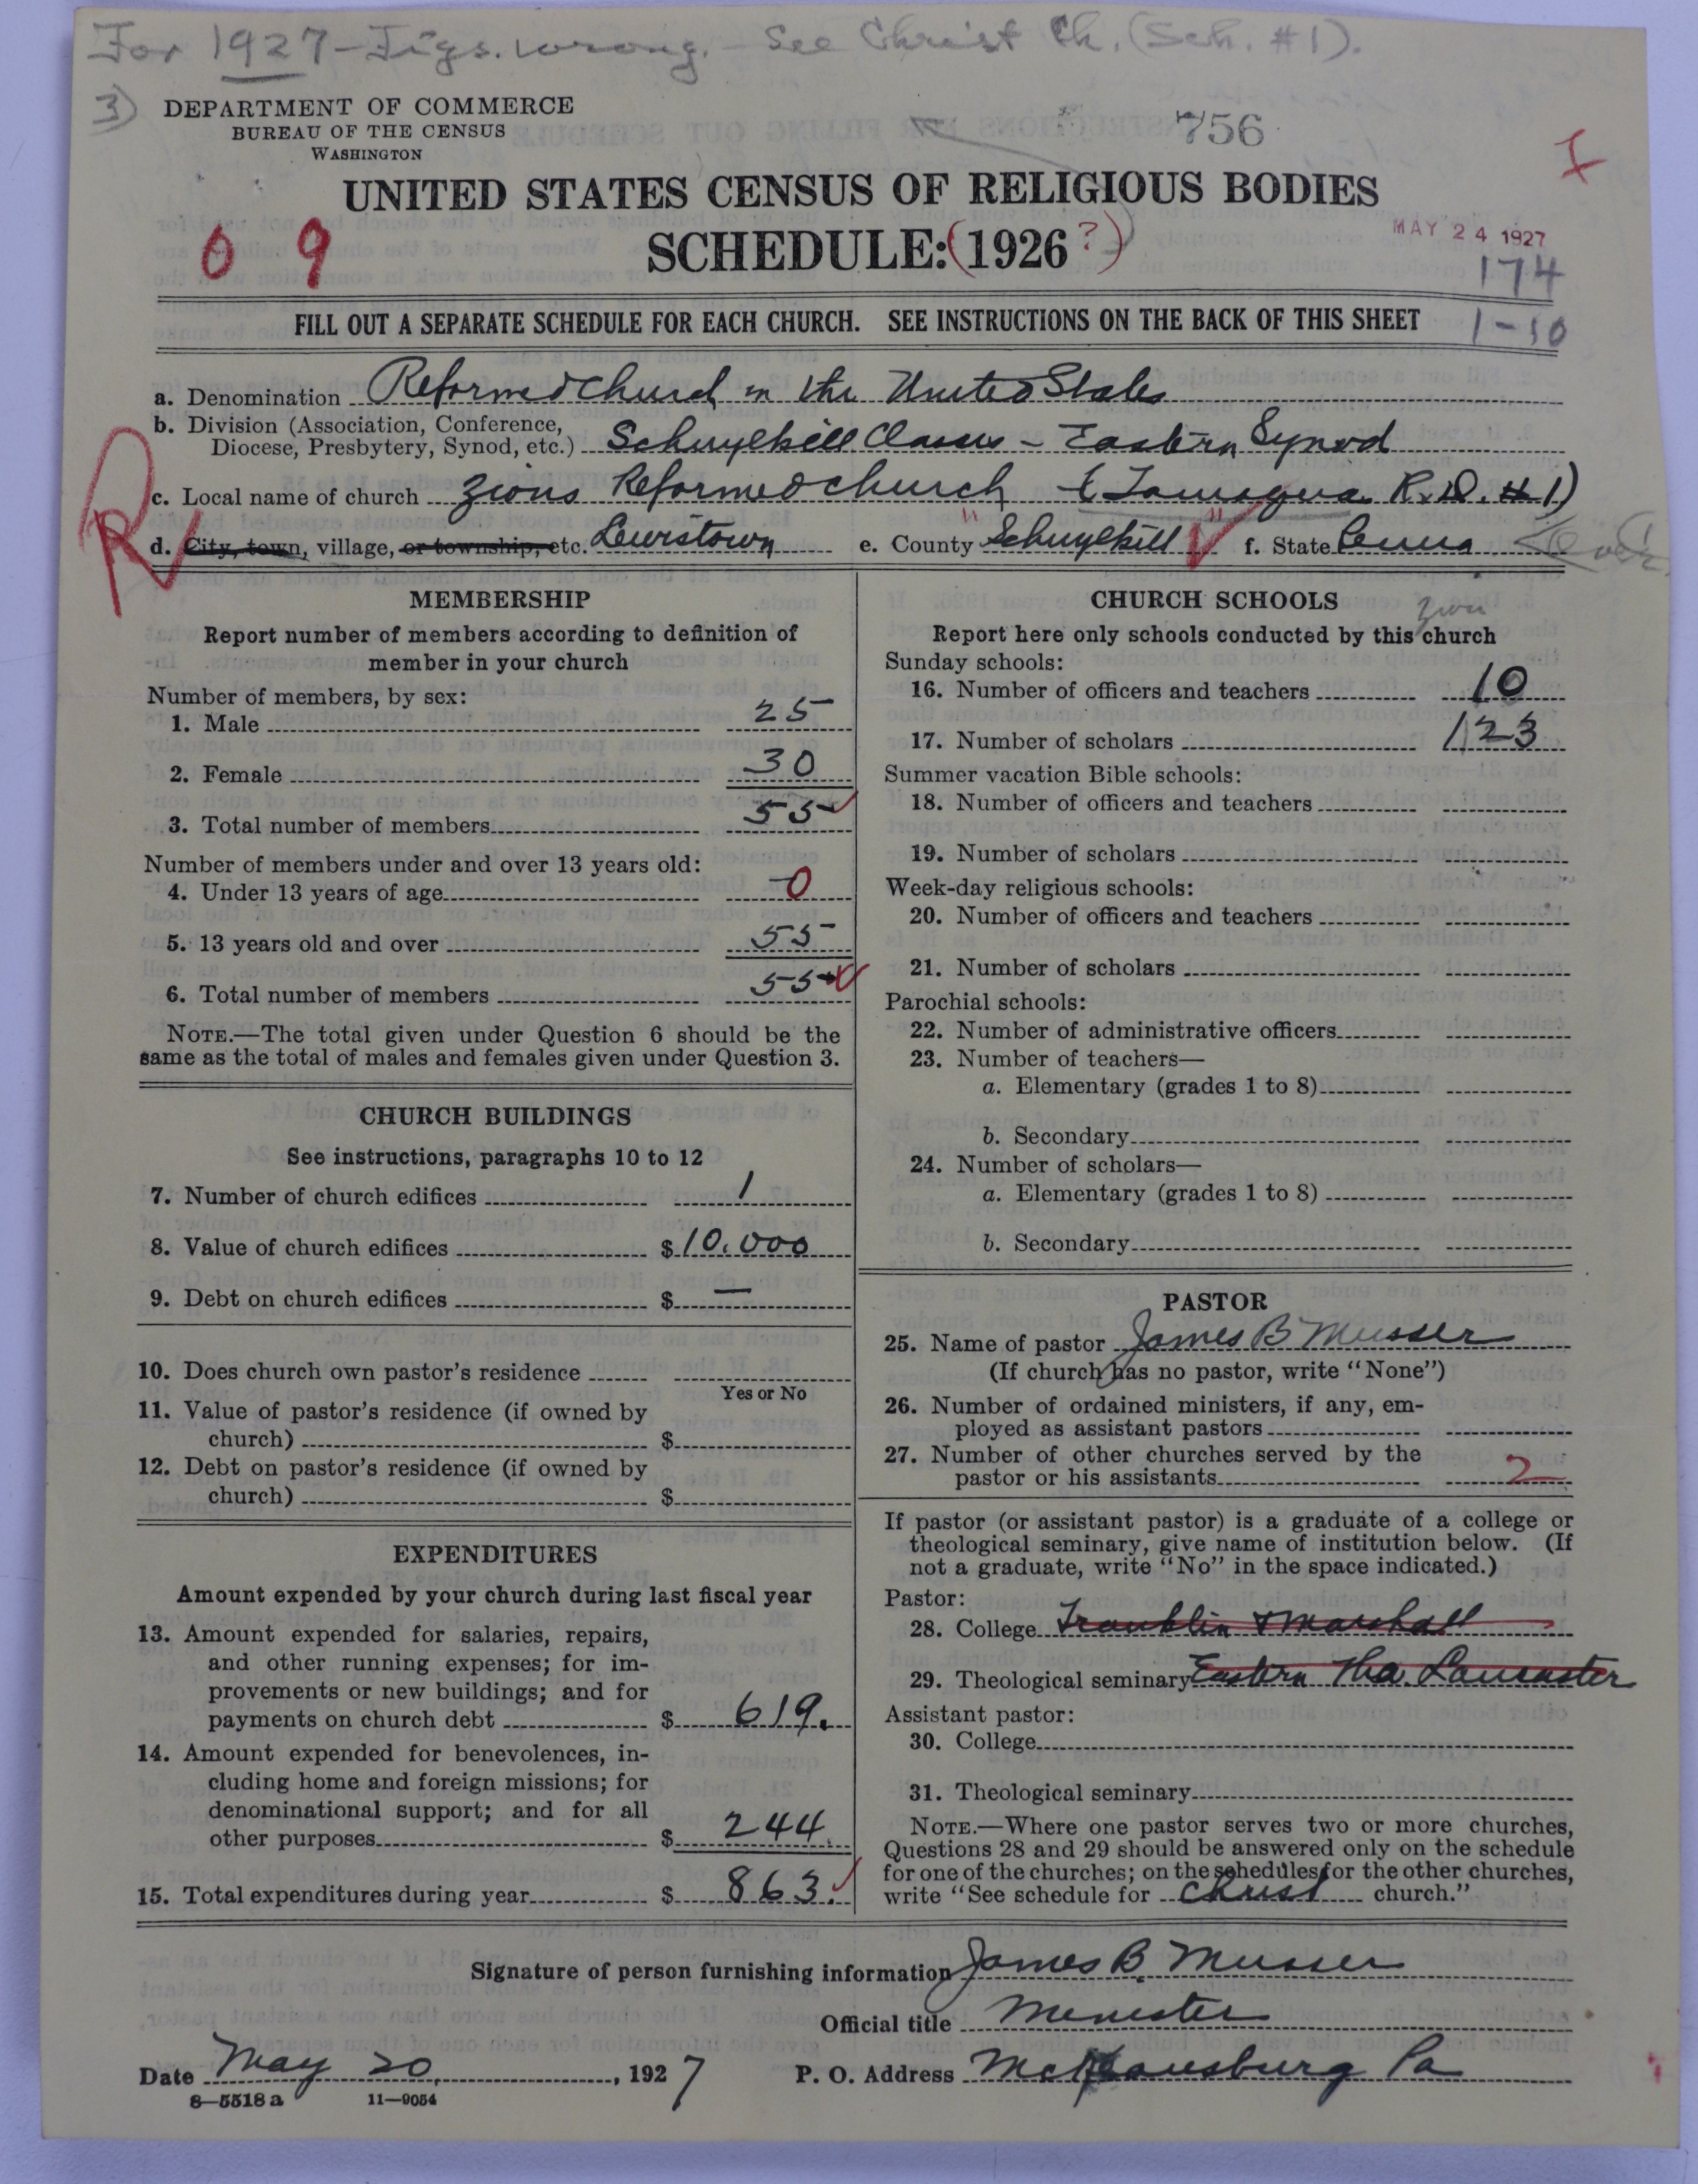 For 1927 - Figs. wrong. - See Christ Ch. (Sch. #1).
3)
DEPARTMENT OF COMMERCE
BUREAU OF THE CENSUS
WASHINGTON
756
UNITED STATES CENSUS OF RELIGIOUS BODIES
SCHEDULE: (1926?)
0 9
MAY 24 1927
174
FILL OUT A SEPARATE SCHEDULE FOR EACH CHURCH. SEE INSTRUCTIONS ON THE BACK OF THIS SHEET
1-10
a. Denomination Reformed Church in the United States
b. Division (Association, Conference,
Diocese, Presbytery, Synod, etc.) Schuylkill Classis - Eastern Synod
c. Local name of church Zions Reformed Church (Tamaqua R.D. #1)
R
d. City, town, village, or township, etc. Lewistown e. County Schuylkill f. State Penna
MEMBERSHIP
Report number of members according to definition of
member in your church
Number of members, by sex:
1. Male 25
2. Female 30
3. Total number of members 55
Number of members under and over 13 years old:
4. Under 13 years of age 0
5. 13 years old and over 55
6. Total number of members 55
NOTE.—The total given under Question 6 should be the
same as the total of males and females given under Question 3.
CHURCH BUILDINGS
See instructions, paragraphs 10 to 12
7. Number of church edifices 1
8. Value of church edifices $10,000
9. Debt on church edifices $ —
10. Does church own pastor's residence
Yes or No
11. Value of pastor's residence (if owned by
church) $
12. Debt on pastor's residence (if owned by
church) $
EXPENDITURES
Amount expended by your church during last fiscal year
13. Amount expended for salaries, repairs,
and other running expenses; for im-
provements or new buildings; and for
payments on church debt $ 619.
14. Amount expended for benevolences, in-
cluding home and foreign missions; for
denominational support; and for all
other purposes $ 244.
15. Total expenditures during year $ 863.
CHURCH SCHOOLS
Zion
Report here only schools conducted by this church
Sunday schools:
16. Number of officers and teachers 10
17. Number of scholars 123
Summer vacation Bible schools:
18. Number of officers and teachers
19. Number of scholars
Week-day religious schools:
20. Number of officers and teachers
21. Number of scholars
Parochial schools:
22. Number of administrative officers
23. Number of teachers—
a. Elementary (grades 1 to 8)
b. Secondary
24. Number of scholars—
a. Elementary (grades 1 to 8)
b. Secondary
PASTOR
25. Name of pastor James B Musser
(If church has no pastor, write "None")
26. Number of ordained ministers, if any, em-
ployed as assistant pastors
27. Number of other churches served by the
pastor or his assistants 2
If pastor (or assistant pastor) is a graduate of a college or
theological seminary, give name of institution below. (If
not a graduate, write "No" in the space indicated.)
Pastor:
28. College Franklin & Marshall
29. Theological seminary Eastern Theo. Lancaster
Assistant pastor:
30. College
31. Theological seminary
NOTE.—Where one pastor serves two or more churches,
Questions 28 and 29 should be answered only on the schedule
for one of the churches; on the schedules for the other churches,
write "See schedule for Christ church."
Signature of person furnishing information James B. Musser
Official title Menister
Date May 20, 1927 P. O. Address McKeansburg Pa
8—5518 a 11—9054